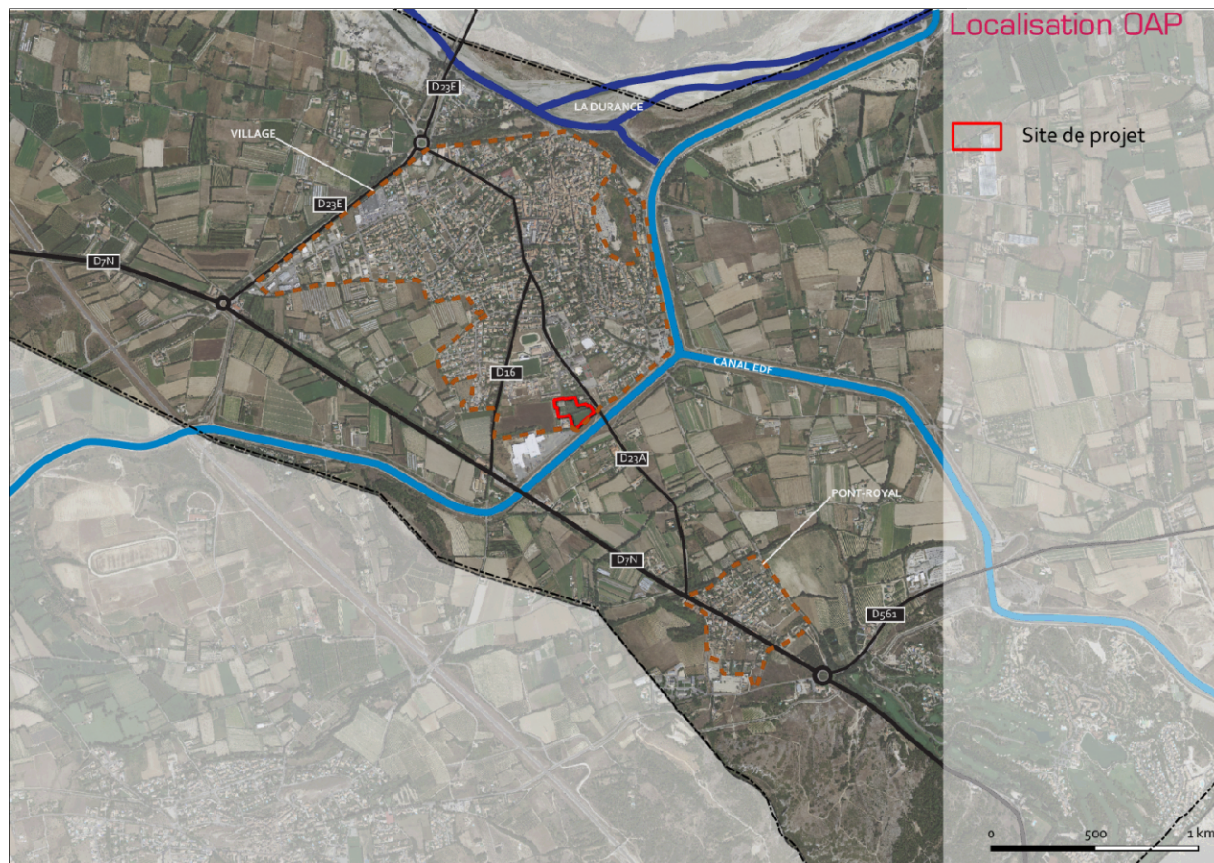 Localisation OAP
D23E
LA DURANCE
VILLAGE
Site de projet
D23E
D7N
CANAL EDF
D16
D23A
PONT-ROYAL
D7N
D561
0 500 1 km